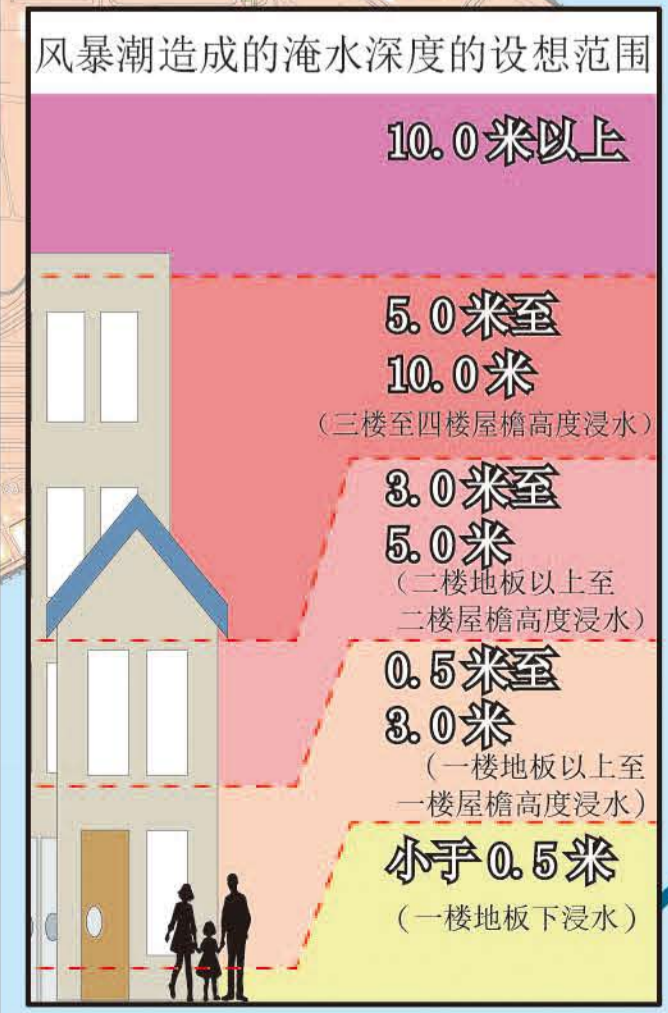 风暴潮造成的淹水深度的设想范围
10.0米以上
5.0米至
10.0米
（三楼至四楼屋檐高度浸水）
3.0米至
5.0米
（二楼地板以上至
二楼屋檐高度浸水）
0.5米至
3.0米
（一楼地板以上至
一楼屋檐高度浸水）
小于0.5米
（一楼地板下浸水）